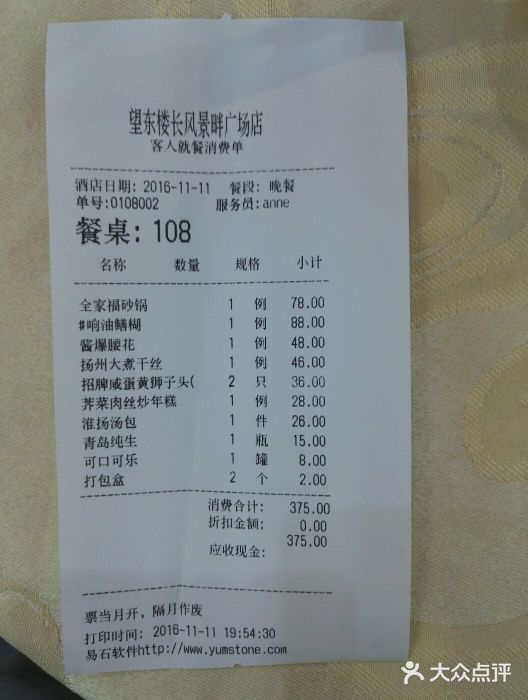 望东楼长风景畔广场店
客人就餐消费单
酒店日期: 2016-11-11 餐段: 晚餐
单号:0108002 服务员:anne
餐桌: 108
名称 数量 规格 小计
全家福砂锅 1 例 78.00
#响油鳝糊 1 例 88.00
酱爆腰花 1 例 48.00
扬州大煮干丝 1 例 46.00
招牌咸蛋黄狮子头( 2 只 36.00
荠菜肉丝炒年糕 1 例 28.00
淮扬汤包 1 件 26.00
青岛纯生 1 瓶 15.00
可口可乐 1 罐 8.00
打包盒 2 个 2.00
消费合计: 375.00
折扣金额: 0.00
应收现金: 375.00
票当月开, 隔月作废
打印时间: 2016-11-11 19:54:30
易石软件http://www.yumstone.com
大众点评